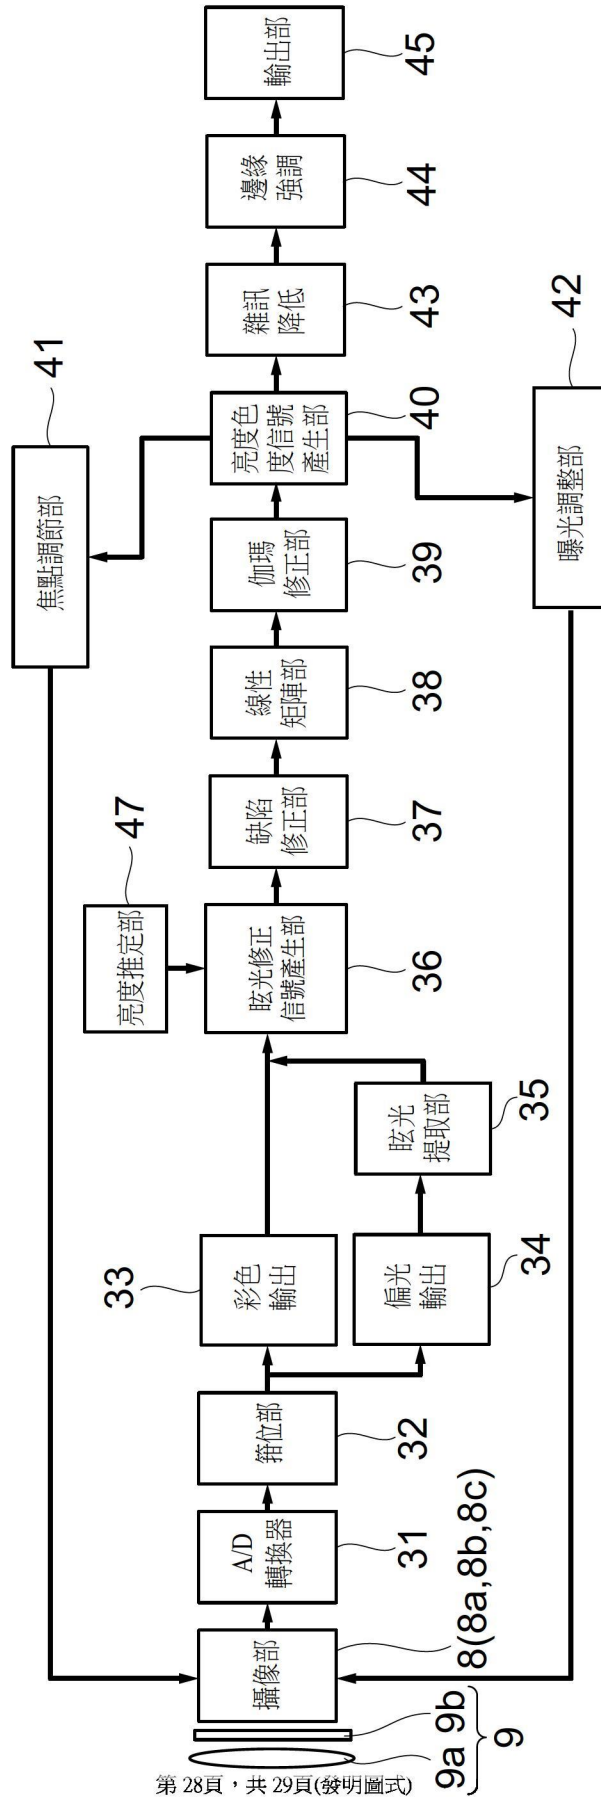 焦點調節部
41
亮度推定部
47
33
攝像部
A/D
轉換器
箝位部
彩色
輸出
眩光修正
信號產生部
缺陷
修正部
線性
矩陣部
伽瑪
修正部
亮度色
度信號
產生部
雜訊
降低
邊緣
強調
輸出部
偏光
輸出
眩光
提取部
9a 9b
9
8(8a,8b,8c)
31
32
34
35
36
37
38
39
40
43
44
45
曝光調整部
42
第 28頁，共 29頁(發明圖式)